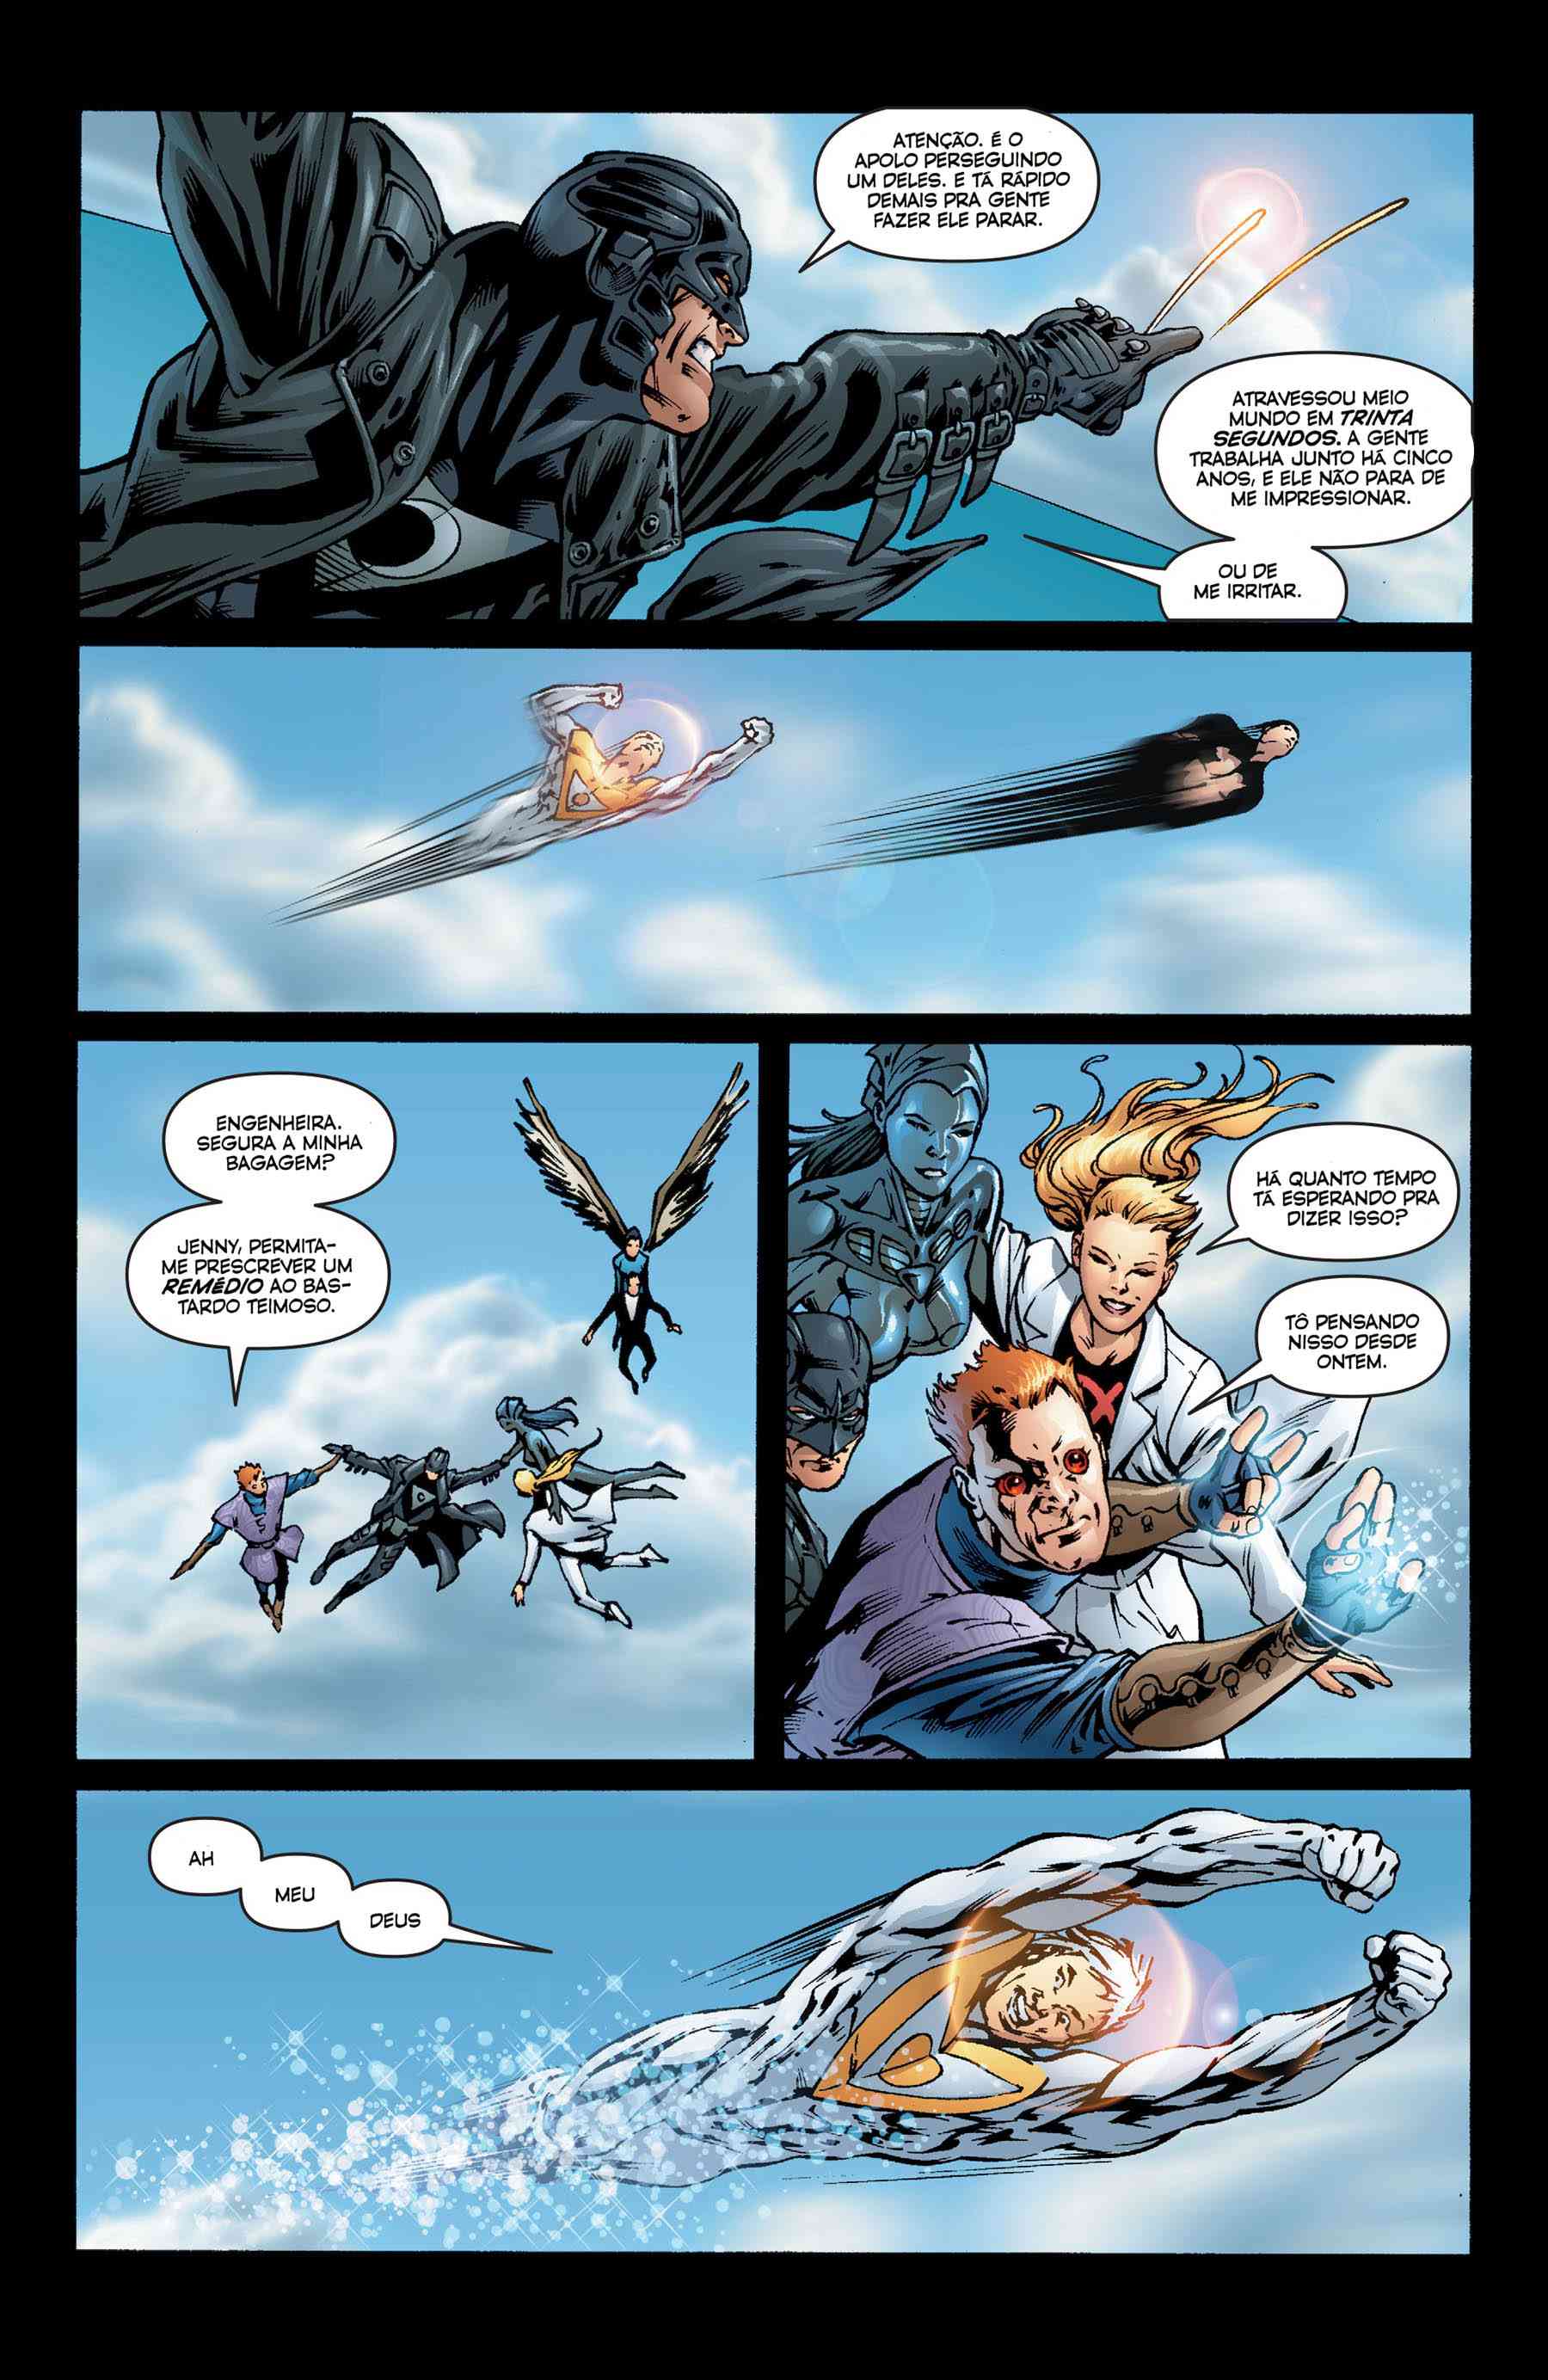 ATENÇÃO. É O
APOLO PERSEGUINDO
UM DELES. E TÁ RÁPIDO
DEMAIS PRA GENTE
FAZER ELE PARAR.
ATRAVESSOU MEIO
MUNDO EM TRINTA
SEGUNDOS. A GENTE
TRABALHA JUNTO HÁ CINCO
ANOS, E ELE NÃO PARA DE
ME IMPRESSIONAR.
OU DE
ME IRRITAR.
ENGENHEIRA.
SEGURA A MINHA
BAGAGEM?
JENNY, PERMITA-
ME PRESCREVER UM
REMÉDIO AO BAS-
TARDO TEIMOSO.
HÁ QUANTO TEMPO
TÁ ESPERANDO PRA
DIZER ISSO?
TÔ PENSANDO
NISSO DESDE
ONTEM.
AH
MEU
DEUS